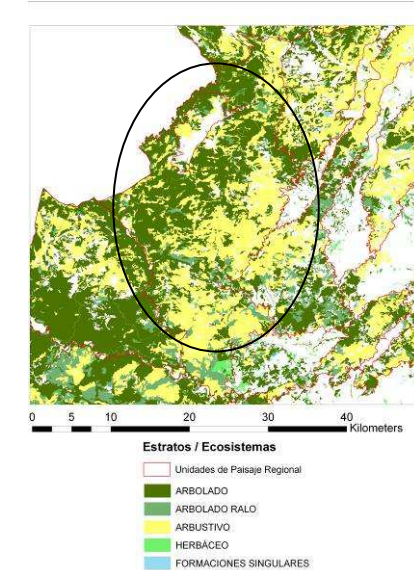 0 5 10 20 30 40
Kilometers
Estratos / Ecosistemas
Unidades de Paisaje Regional
ARBOLADO
ARBOLADO RALO
ARBUSTIVO
HERBÁCEO
FORMACIONES SINGULARES